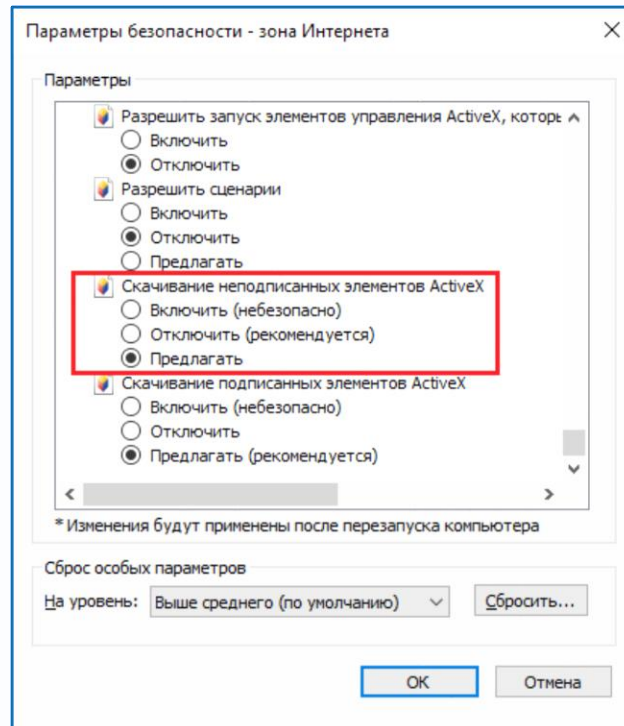 Параметры безопасности - зона Интернета
Параметры
Разрешить запуск элементов управления ActiveX, которь
Включить
Отключить
Разрешить сценарии
Включить
Отключить
Предлагать
Скачивание неподписанных элементов ActiveX
Включить (небезопасно)
Отключить (рекомендуется)
Предлагать
Скачивание подписанных элементов ActiveX
Включить (небезопасно)
Отключить
Предлагать (рекомендуется)
* Изменения будут применены после перезапуска компьютера
Сброс особых параметров
На уровень: Выше среднего (по умолчанию) Сбросить...
ОК Отмена